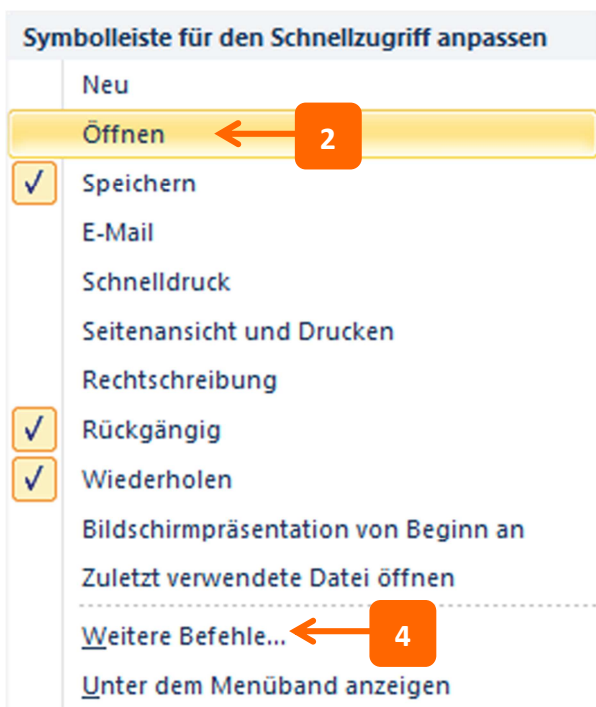 Symbolleiste für den Schnellzugriff anpassen
Neu
Öffnen 2
Speichern
E-Mail
Schnelldruck
Seitenansicht und Drucken
Rechtschreibung
Rückgängig
Wiederholen
Bildschirmpräsentation von Beginn an
Zuletzt verwendete Datei öffnen
Weitere Befehle... 4
Unter dem Menüband anzeigen